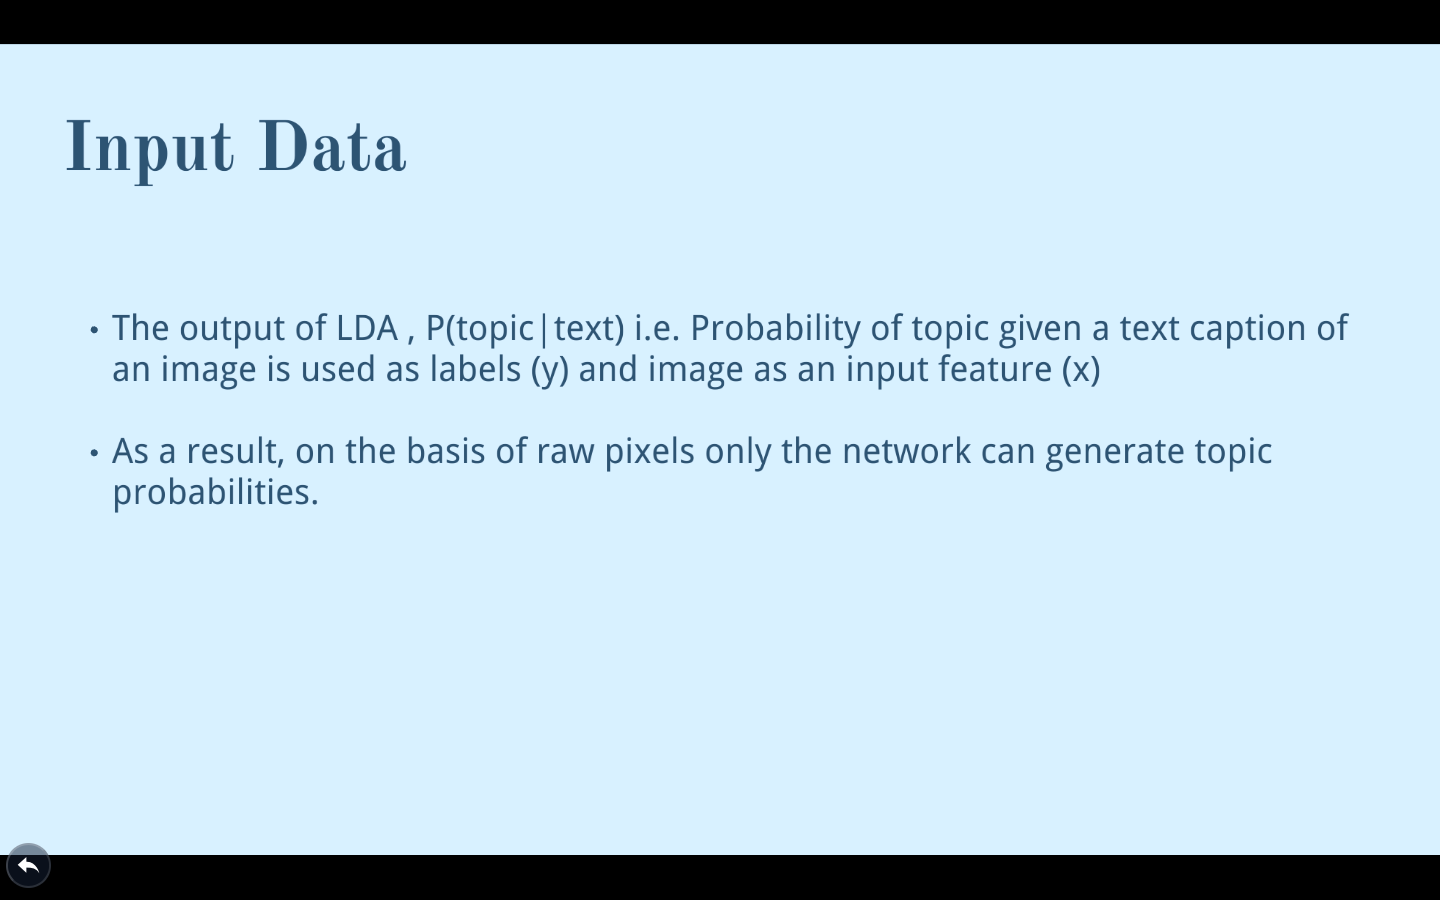 Input Data
• The output of LDA , P(topic|text) i.e. Probability of topic given a text caption of
an image is used as labels (y) and image as an input feature (x)
• As a result, on the basis of raw pixels only the network can generate topic
probabilities.